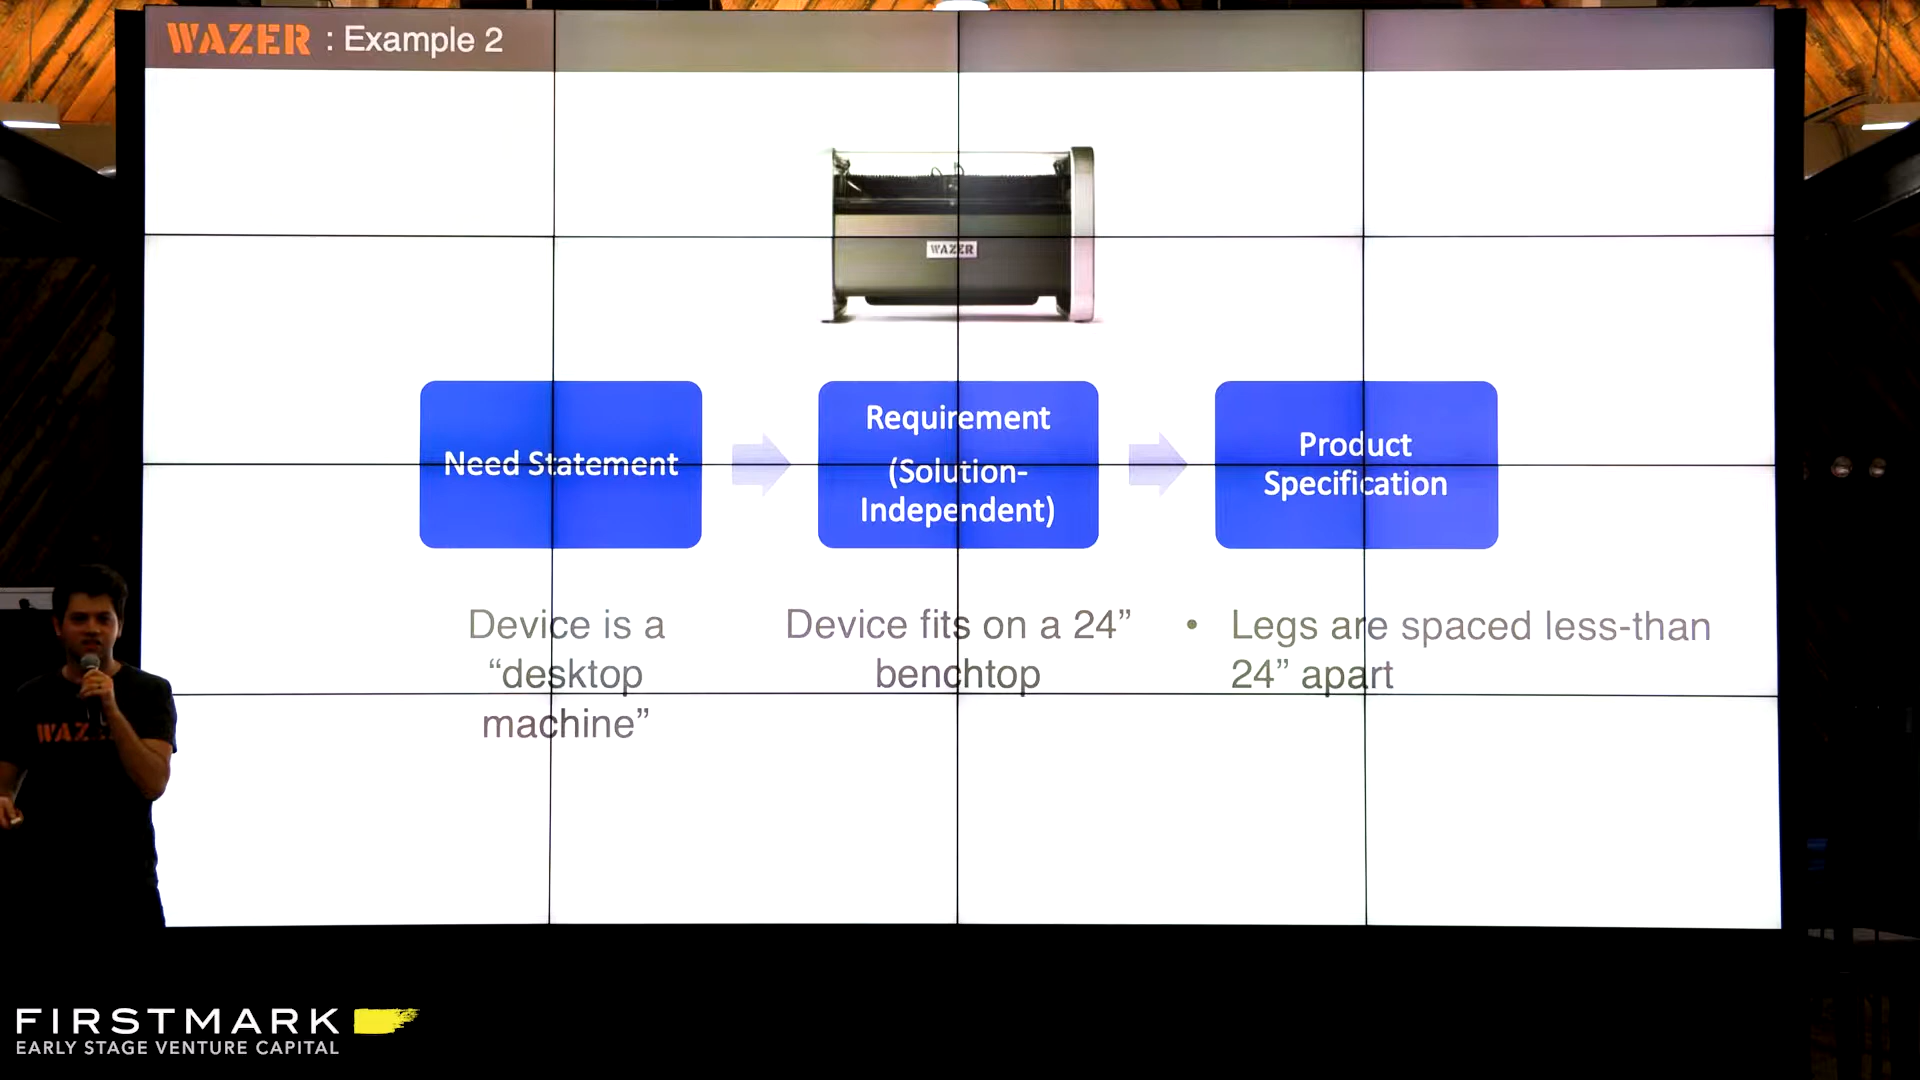 WAZER : Example 2
WAZER
Need Statement
Requirement
(Solution-
Independent)
Product
Specification
Device is a
“desktop
machine”
Device fits on a 24”
benchtop
• Legs are spaced less-than
24” apart
WAZ
FIRSTMARK
EARLY STAGE VENTURE CAPITAL